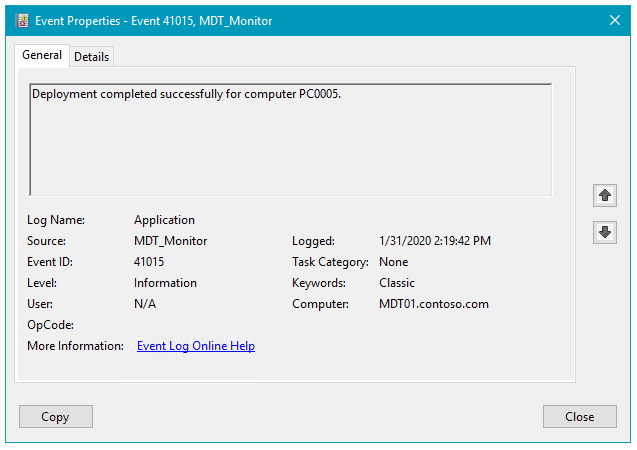 Event Properties - Event 41015, MDT_Monitor
General Details
Deployment completed successfully for computer PC0005.
Log Name: Application
Source: MDT_Monitor Logged: 1/31/2020 2:19:42 PM
Event ID: 41015 Task Category: None
Level: Information Keywords: Classic
User: N/A Computer: MDT01.contoso.com
OpCode:
More Information: Event Log Online Help
Copy Close